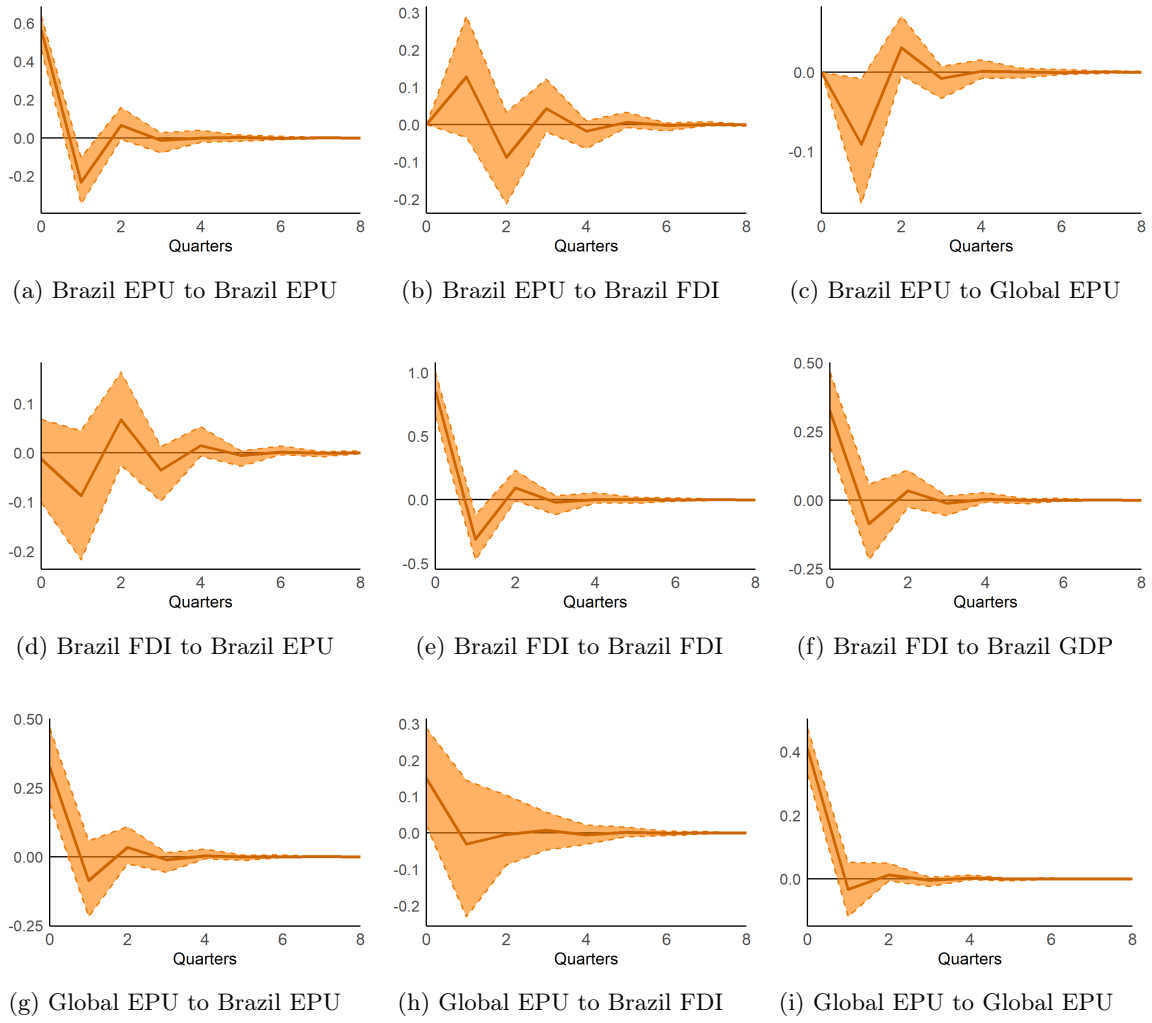 0.6
0.4
0.2
0.0
-0.2
0 2 4 6 8
Quarters
(a) Brazil EPU to Brazil EPU
0.3
0.2
0.1
0.0
-0.1
-0.2
0 2 4 6 8
Quarters
(b) Brazil EPU to Brazil FDI
0.0
-0.1
0 2 4 6 8
Quarters
(c) Brazil EPU to Global EPU
0.1
0.0
-0.1
-0.2
0 2 4 6 8
Quarters
(d) Brazil FDI to Brazil EPU
1.0
0.5
0.0
-0.5
0 2 4 6 8
Quarters
(e) Brazil FDI to Brazil FDI
0.50
0.25
0.00
-0.25
0 2 4 6 8
Quarters
(f) Brazil FDI to Brazil GDP
0.50
0.25
0.00
-0.25
0 2 4 6 8
Quarters
(g) Global EPU to Brazil EPU
0.3
0.2
0.1
0.0
-0.1
-0.2
0 2 4 6 8
Quarters
(h) Global EPU to Brazil FDI
0.4
0.2
0.0
0 2 4 6 8
Quarters
(i) Global EPU to Global EPU